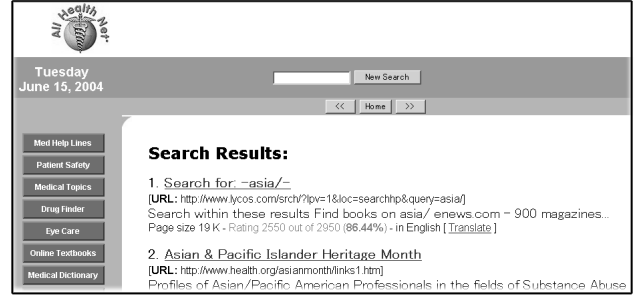 All Health Net
Tuesday
June 15, 2004
New Search
<< Home >>
Med Help Lines
Patient Safety
Medical Topics
Drug Finder
Eye Care
Online Textbooks
Medical Dictionary
Search Results:
1. Search for: -asia/-
[URL: http://www.lycos.com/srch/?lpv=1&loc=searchhp&query=asia/]
Search within these results Find books on asia/ enews.com - 900 magazines...
Page size 19 K - Rating 2550 out of 2950 (86.44%) - in English [ Translate ]
2. Asian & Pacific Islander Heritage Month
[URL: http://www.health.org/asianmonth/links1.htm]
Profiles of Asian/Pacific American Professionals in the fields of Substance Abuse